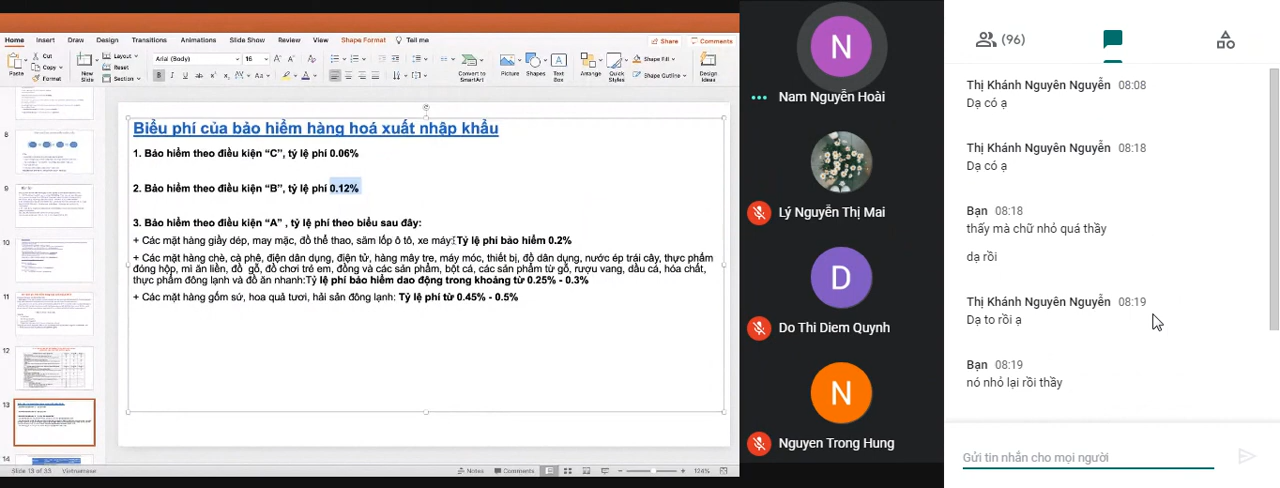 Home
Insert
Draw
Design
Transitions
Animations
Slide Show
Review
View
Shape Format
Tell me
Share
Comments
Paste
Cut
Copy
Format
New
Slide
Layout
Reset
Section
Arial (Body)
16
Convert to
SmartArt
Picture
Shapes
Text
Box
Arrange
Quick
Styles
Shape Fill
Shape Outline
Design
Ideas
8
9
10
11
12
13
14
Biểu phí của bảo hiểm hàng hoá xuất nhập khẩu
1. Bảo hiểm theo điều kiện “C”, tỷ lệ phí 0.06%
2. Bảo hiểm theo điều kiện “B”, tỷ lệ phí 0.12%
3. Bảo hiểm theo điều kiện “A” , tỷ lệ phí theo biểu sau đây:
+ Các mặt hàng giầy dép, may mặc, đồ thể thao, săm lốp ô tô, xe máy: Tỷ lệ phí bảo hiểm 0.2%
+ Các mặt hàng chè, cà phê, điện dân dụng, điện tử, hàng mây tre, máy móc, thiết bị, đồ dân dụng, nước ép trái cây, thực phẩm
đóng hộp, mì ăn liền, đồ gỗ, đồ chơi trẻ em, đồng và các sản phẩm, bột cá, các sản phẩm từ gỗ, rượu vang, dầu cá, hóa chất,
thực phẩm đông lạnh và đồ ăn nhanh:Tỷ lệ phí bảo hiểm dao động trong khoảng từ 0.25% - 0.3%
+ Các mặt hàng gốm sứ, hoa quả tươi, hải sản đông lạnh: Tỷ lệ phí từ 0.45% - 0.5%
Slide 13 of 33
Vietnamese
Notes
Comments
124%
N
Nam Nguyễn Hoài
Lý Nguyễn Thị Mai
D
Do Thi Diem Quynh
N
Nguyen Trong Hung
(96)
Thị Khánh Nguyên Nguyễn 08:08
Dạ có ạ
Thị Khánh Nguyên Nguyễn 08:18
Dạ có ạ
Bạn 08:18
thấy mà chữ nhỏ quá thầy
dạ rồi
Thị Khánh Nguyên Nguyễn 08:19
Dạ to rồi ạ
Bạn 08:19
nó nhỏ lại rồi thầy
Gửi tin nhắn cho mọi người